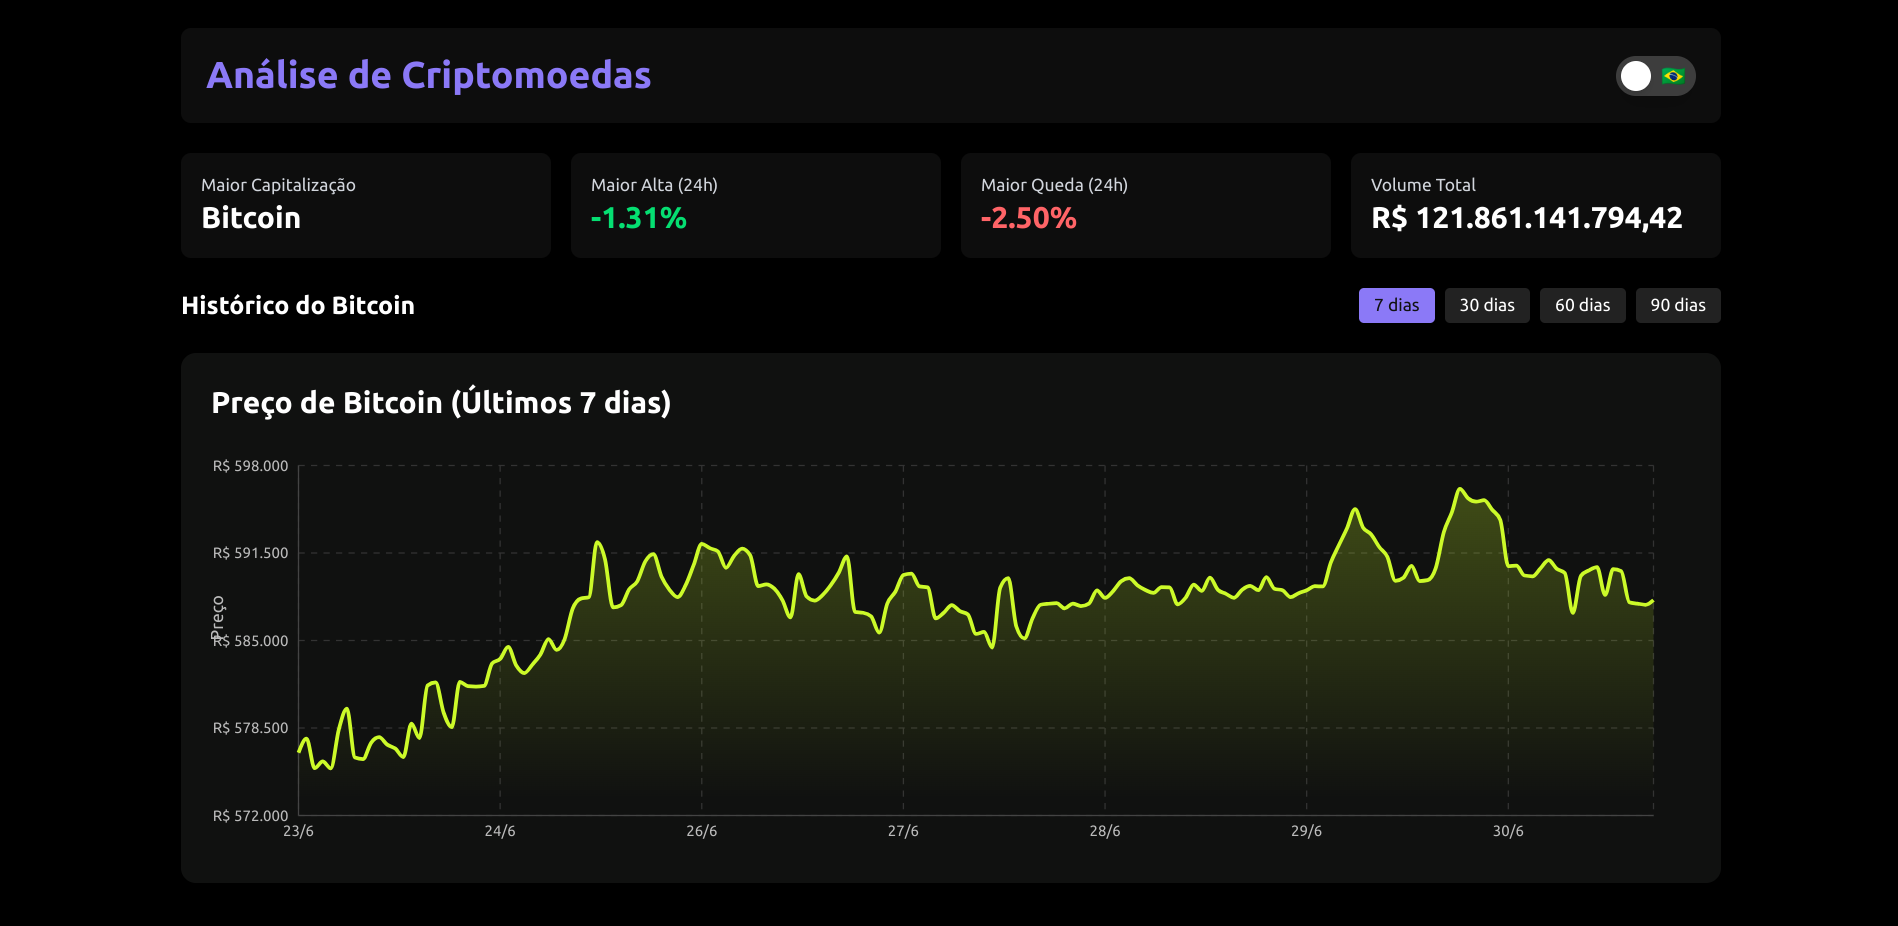 Análise de Criptomoedas
Maior Capitalização
Bitcoin
Maior Alta (24h)
-1.31%
Maior Queda (24h)
-2.50%
Volume Total
R$ 121.861.141.794,42
Histórico do Bitcoin
7 dias
30 dias
60 dias
90 dias
Preço de Bitcoin (Últimos 7 dias)
Preço
R$ 598.000
R$ 591.500
R$ 585.000
R$ 578.500
R$ 572.000
23/6
24/6
26/6
27/6
28/6
29/6
30/6